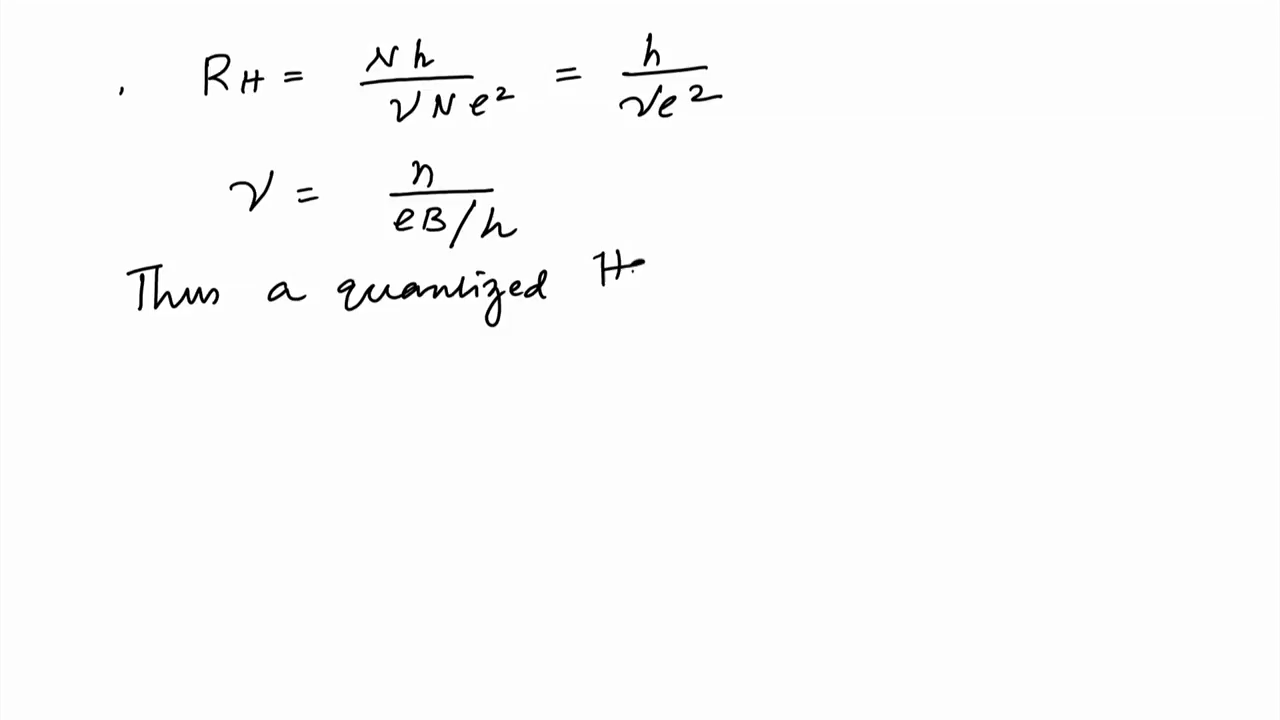 R_H = Nh / νNe² = h / νe²
ν = n / eB/h
Thus a quantized H